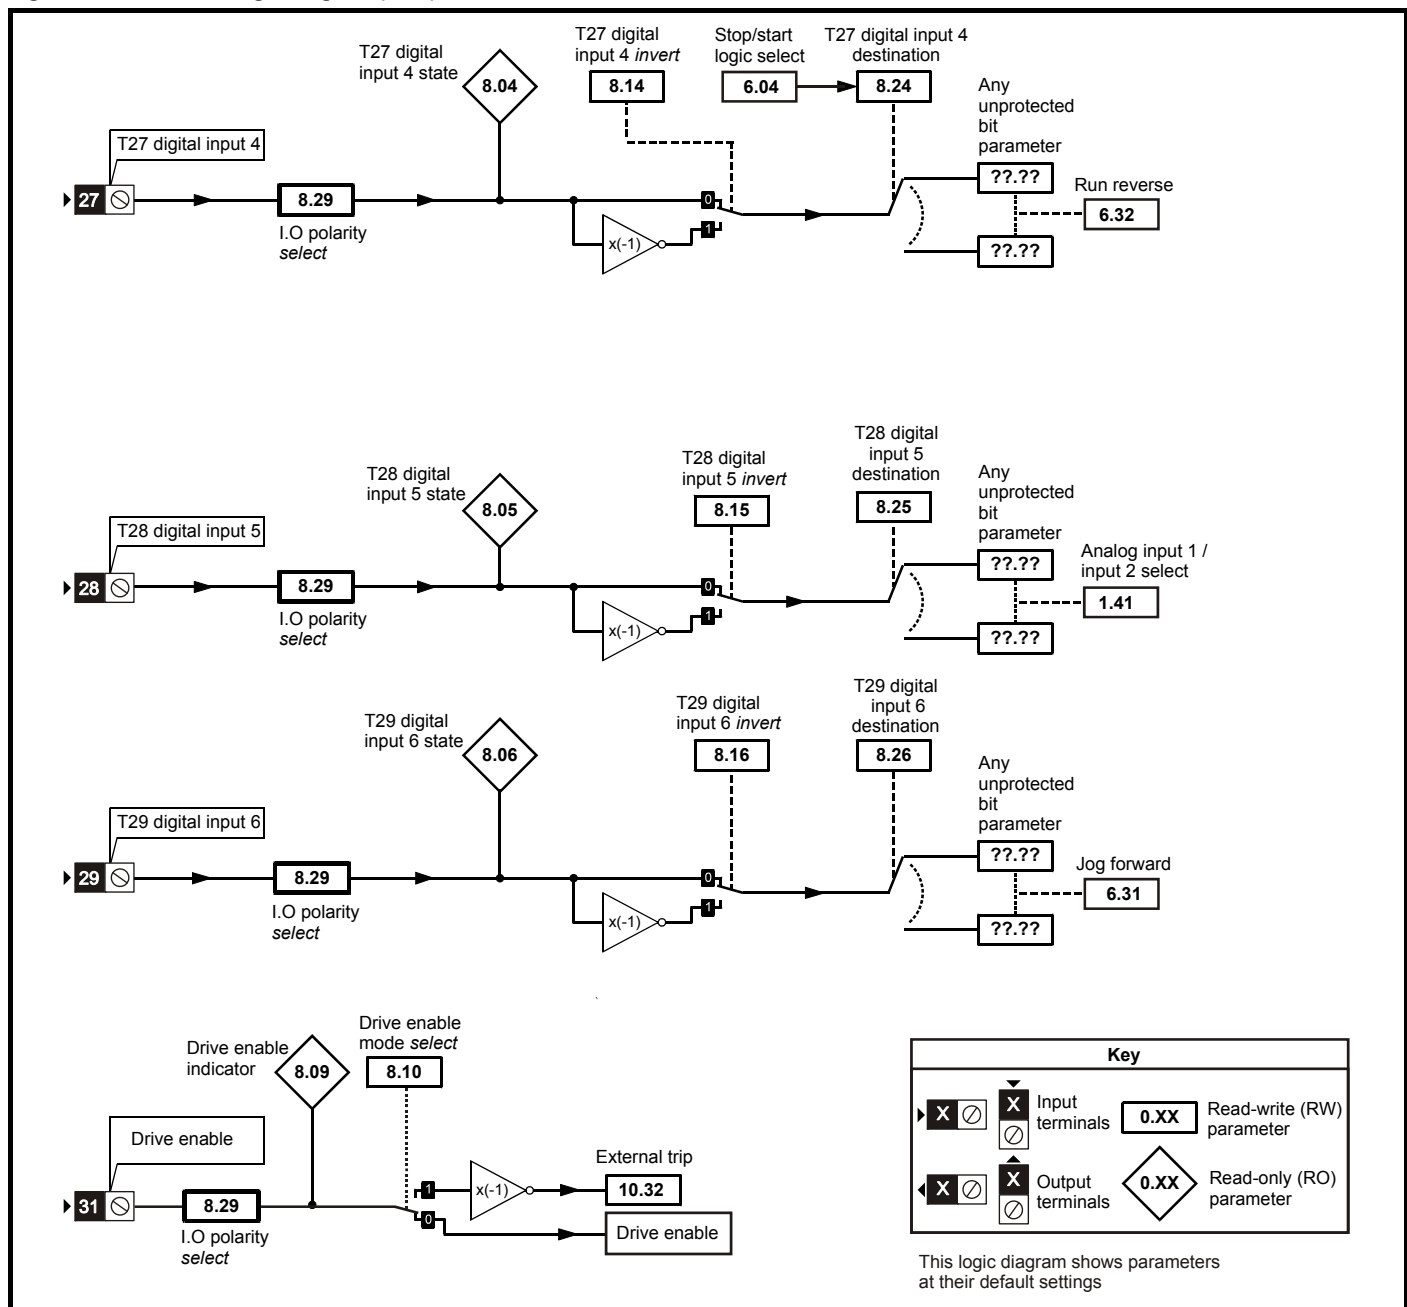 T27 digital
input 4 state
8.04
T27 digital
input 4 invert
8.14
Stop/start
logic select
6.04
T27 digital input 4
destination
8.24
Any
unprotected
bit
parameter
??.??
??.??
Run reverse
6.32
T27 digital input 4
27
8.29
I.O polarity
select
x(-1)
0
1
T28 digital
input 5 state
8.05
T28 digital
input 5 invert
8.15
T28 digital
input 5
destination
8.25
Any
unprotected
bit
parameter
??.??
??.??
Analog input 1 /
input 2 select
1.41
T28 digital input 5
28
8.29
I.O polarity
select
x(-1)
0
1
T29 digital
input 6 state
8.06
T29 digital
input 6 invert
8.16
T29 digital
input 6
destination
8.26
Any
unprotected
bit
parameter
??.??
??.??
Jog forward
6.31
T29 digital input 6
29
8.29
I.O polarity
select
x(-1)
0
1
Drive enable
indicator
8.09
Drive enable
mode select
8.10
Drive enable
31
8.29
I.O polarity
select
1
0
x(-1)
External trip
10.32
Drive enable
Key
X
X
Input
terminals
0.XX
Read-write (RW)
parameter
X
X
Output
terminals
0.XX
Read-only (RO)
parameter
This logic diagram shows parameters
at their default settings